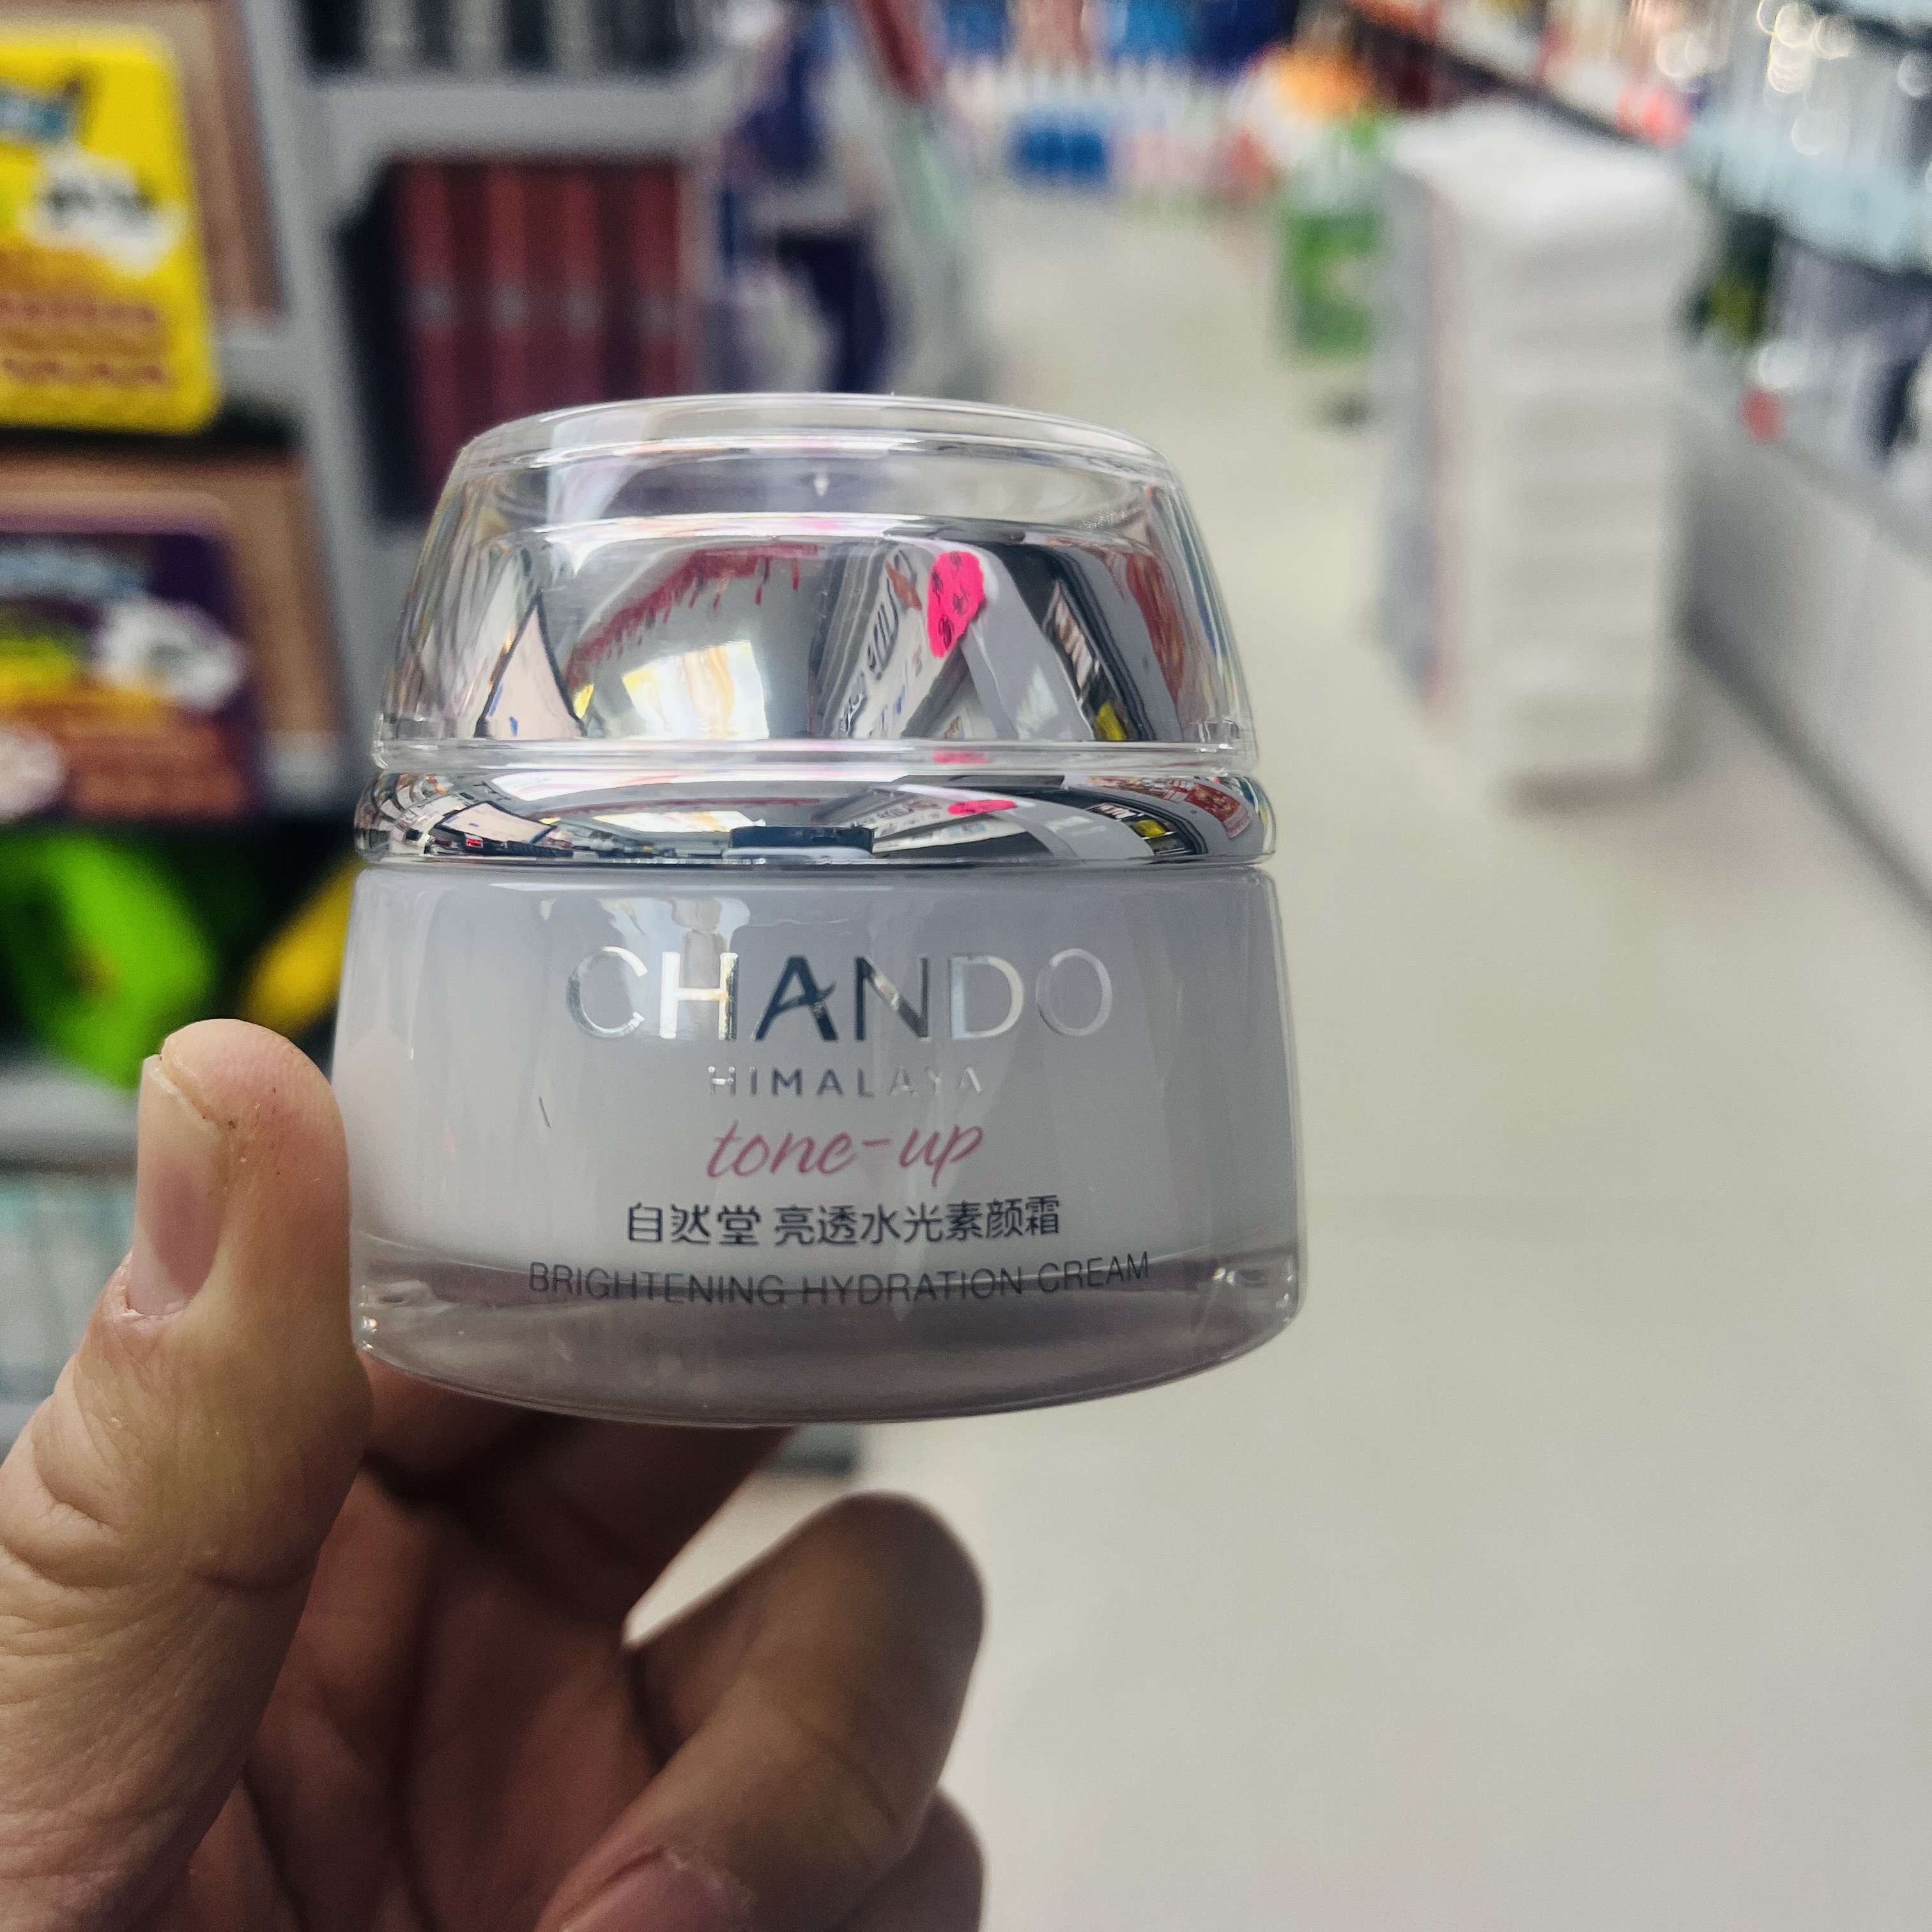 CHANDO
HIMALAYA
tone-up
自然堂 亮透水光素颜霜
BRIGHTENING HYDRATION CREAM